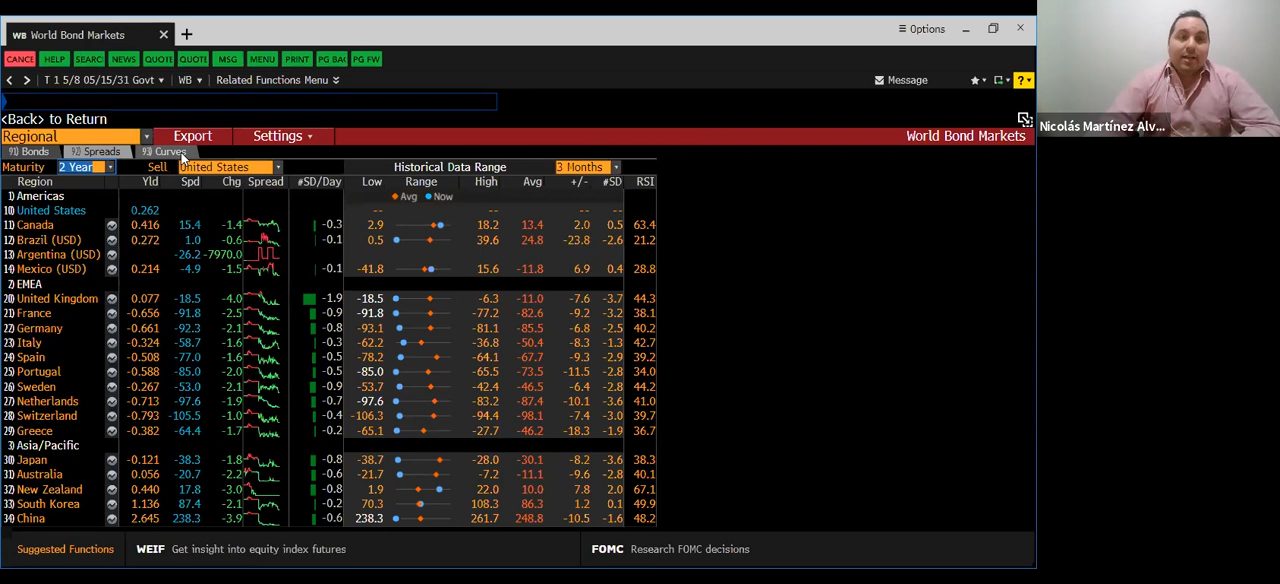 WB World Bond Markets × +
Options
CANCE HELP SEARC NEWS QUOTE QUOTE MSG MENU PRINT PG BAC PG FW
< > T 1 5/8 05/15/31 Govt WB Related Functions Menu Message
<Back> to Return
Regional Export Settings World Bond Markets
91) Bonds 92) Spreads 93) Curves
Maturity 2 Year Sell United States Historical Data Range 3 Months
Region Yld Spd Chg Spread #SD/Day Low Range High Avg +/- #SD RSI
1) Americas Avg Now
10) United States 0.262 -- -- -- -- --
11) Canada 0.416 15.4 -1.4 -0.3 2.9 18.2 13.4 2.0 0.5 63.4
12) Brazil (USD) 0.272 1.0 -0.6 -0.1 0.5 39.6 24.8 -23.8 -2.6 21.2
13) Argentina (USD) -26.2 -7970.0
14) Mexico (USD) 0.214 -4.9 -1.5 -0.1 -41.8 15.6 -11.8 6.9 0.4 28.8
2) EMEA
20) United Kingdom 0.077 -18.5 -4.0 -1.9 -18.5 -6.3 -11.0 -7.6 -3.7 44.3
21) France -0.656 -91.8 -2.5 -0.9 -91.8 -77.2 -82.6 -9.2 -3.2 38.1
22) Germany -0.661 -92.3 -2.1 -0.8 -93.1 -81.1 -85.5 -6.8 -2.5 40.2
23) Italy -0.324 -58.7 -1.6 -0.3 -62.2 -36.8 -50.4 -8.3 -1.3 42.7
24) Spain -0.508 -77.0 -1.6 -0.5 -78.2 -64.1 -67.7 -9.3 -2.9 39.2
25) Portugal -0.588 -85.0 -2.0 -0.5 -85.0 -65.5 -73.5 -11.5 -2.8 34.0
26) Sweden -0.267 -53.0 -2.1 -0.9 -53.7 -42.4 -46.5 -6.4 -2.8 44.2
27) Netherlands -0.713 -97.6 -1.9 -0.7 -97.6 -83.2 -87.4 -10.1 -3.6 41.0
28) Switzerland -0.793 -105.5 -1.0 -0.4 -106.3 -94.4 -98.1 -7.4 -3.0 39.7
29) Greece -0.382 -64.4 -1.7 -0.2 -65.1 -27.7 -46.2 -18.3 -1.9 36.7
3) Asia/Pacific
30) Japan -0.121 -38.3 -1.8 -0.8 -38.7 -28.0 -30.1 -8.2 -3.6 38.3
31) Australia 0.056 -20.7 -2.2 -0.6 -21.7 -7.2 -11.1 -9.6 -2.8 40.1
32) New Zealand 0.440 17.8 -3.0 -0.8 1.9 22.0 10.0 7.8 2.0 67.1
33) South Korea 1.136 87.4 -2.1 -0.2 70.3 108.3 86.3 1.2 0.1 49.9
34) China 2.645 238.3 -3.9 -0.6 238.3 261.7 248.8 -10.5 -1.6 48.2
Suggested Functions WEIF Get insight into equity index futures FOMC Research FOMC decisions
Nicolás Martínez Alv...